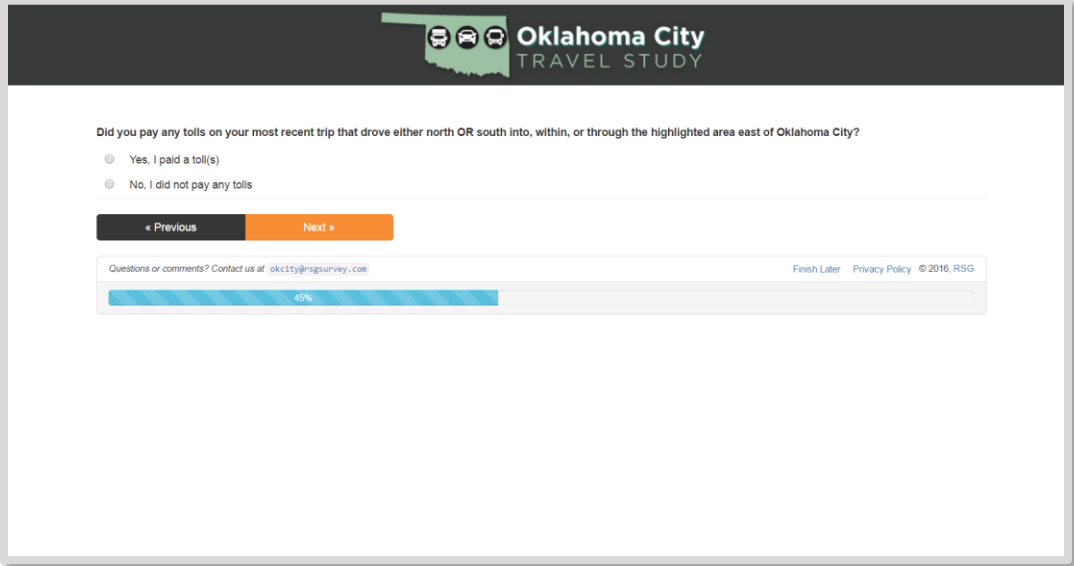 Oklahoma City
TRAVEL STUDY
Did you pay any tolls on your most recent trip that drove either north OR south into, within, or through the highlighted area east of Oklahoma City?
Yes, I paid a toll(s)
No, I did not pay any tolls
« Previous Next »
Questions or comments? Contact us at okcity@rsgsurvey.com Finish Later Privacy Policy © 2016, RSG
45%